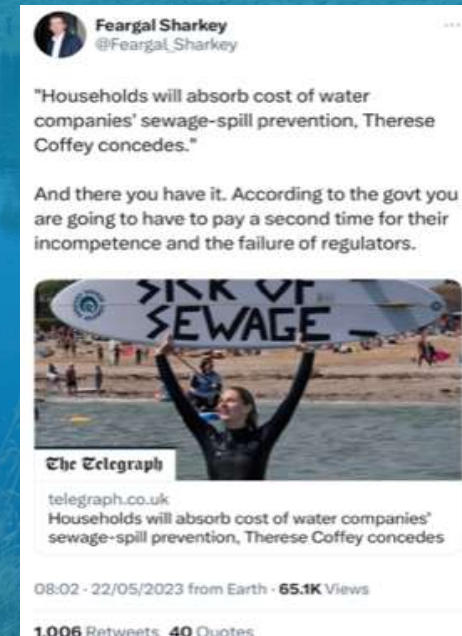 Feargal Sharkey
@Feargal_Sharkey
"Households will absorb cost of water
companies' sewage-spill prevention, Therese
Coffey concedes."
And there you have it. According to the govt you
are going to have to pay a second time for their
incompetence and the failure of regulators.
SICK OF
SEWAGE
The Telegraph
telegraph.co.uk
Households will absorb cost of water companies'
sewage-spill prevention, Therese Coffey concedes
08:02 - 22/05/2023 from Earth - 65.1K Views
1,006 Retweets 40 Quotes